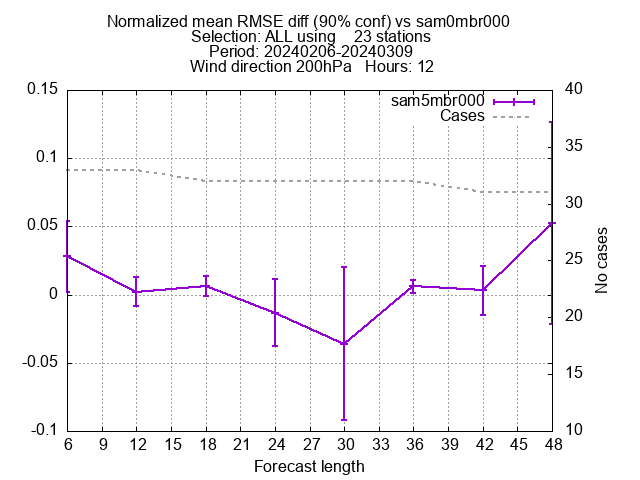 Normalized mean RMSE diff (90% conf) vs sam0mbr000
Selection: ALL using    23 stations
Period: 20240206-20240309
Wind direction 200hPa   Hours: 12
sam5mbr000
Cases
0.15
0.1
0.05
0
-0.05
-0.1
40
35
30
25
20
15
10
No cases
6 9 12 15 18 21 24 27 30 33 36 39 42 45 48
Forecast length